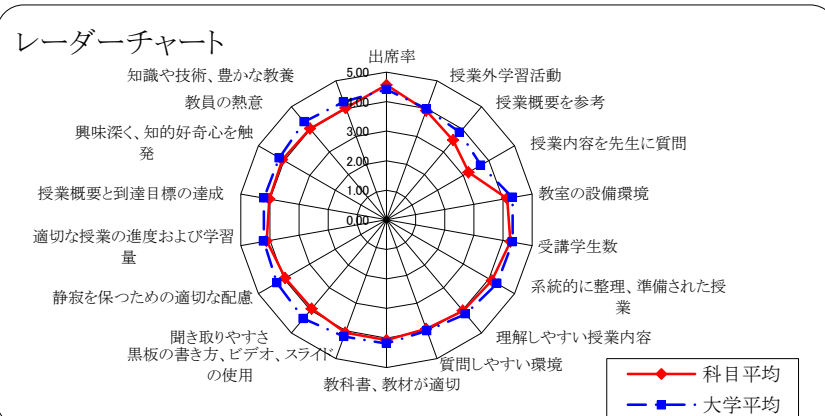 レーダーチャート
出席率
授業外学習活動
授業概要を参考
授業内容を先生に質問
教室の設備環境
受講学生数
系統的に整理、準備された授
業
理解しやすい授業内容
質問しやすい環境
教科書、教材が適切
黒板の書き方、ビデオ、スライド
の使用
聞き取りやすさ
静寂を保つための適切な配慮
適切な授業の進度および学習
量
授業概要と到達目標の達成
興味深く、知的好奇心を触
発
教員の熱意
知識や技術、豊かな教養
5.00
4.00
3.00
2.00
1.00
0.00
科目平均
大学平均